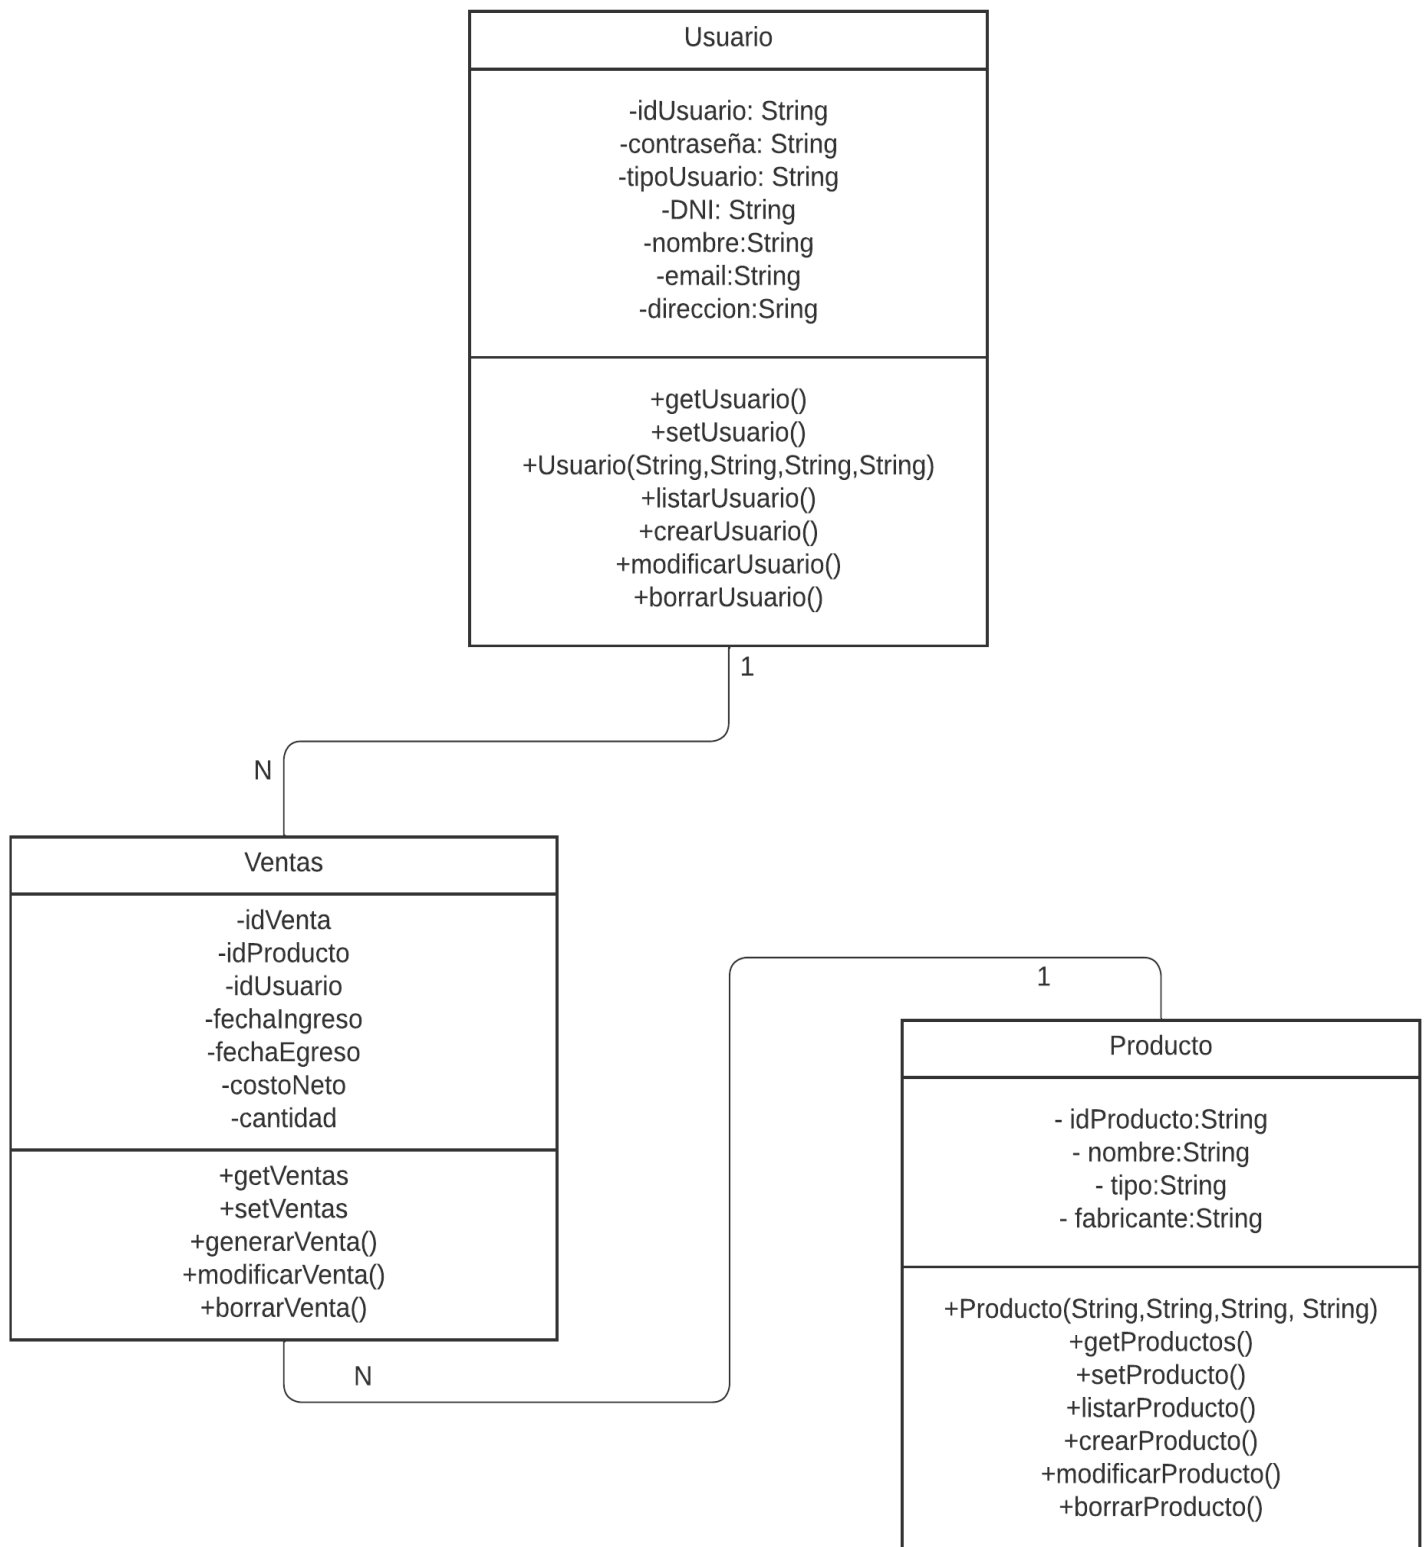 Usuario
-idUsuario: String
-contraseña: String
-tipoUsuario: String
-DNI: String
-nombre:String
-email:String
-direccion:Sring
+getUsuario()
+setUsuario()
+Usuario(String,String,String,String)
+listarUsuario()
+crearUsuario()
+modificarUsuario()
+borrarUsuario()
1
N
Ventas
-idVenta
-idProducto
-idUsuario
-fechaIngreso
-fechaEgreso
-costoNeto
-cantidad
+getVentas
+setVentas
+generarVenta()
+modificarVenta()
+borrarVenta()
N
1
Producto
- idProducto:String
- nombre:String
- tipo:String
- fabricante:String
+Producto(String,String,String, String)
+getProductos()
+setProducto()
+listarProducto()
+crearProducto()
+modificarProducto()
+borrarProducto()